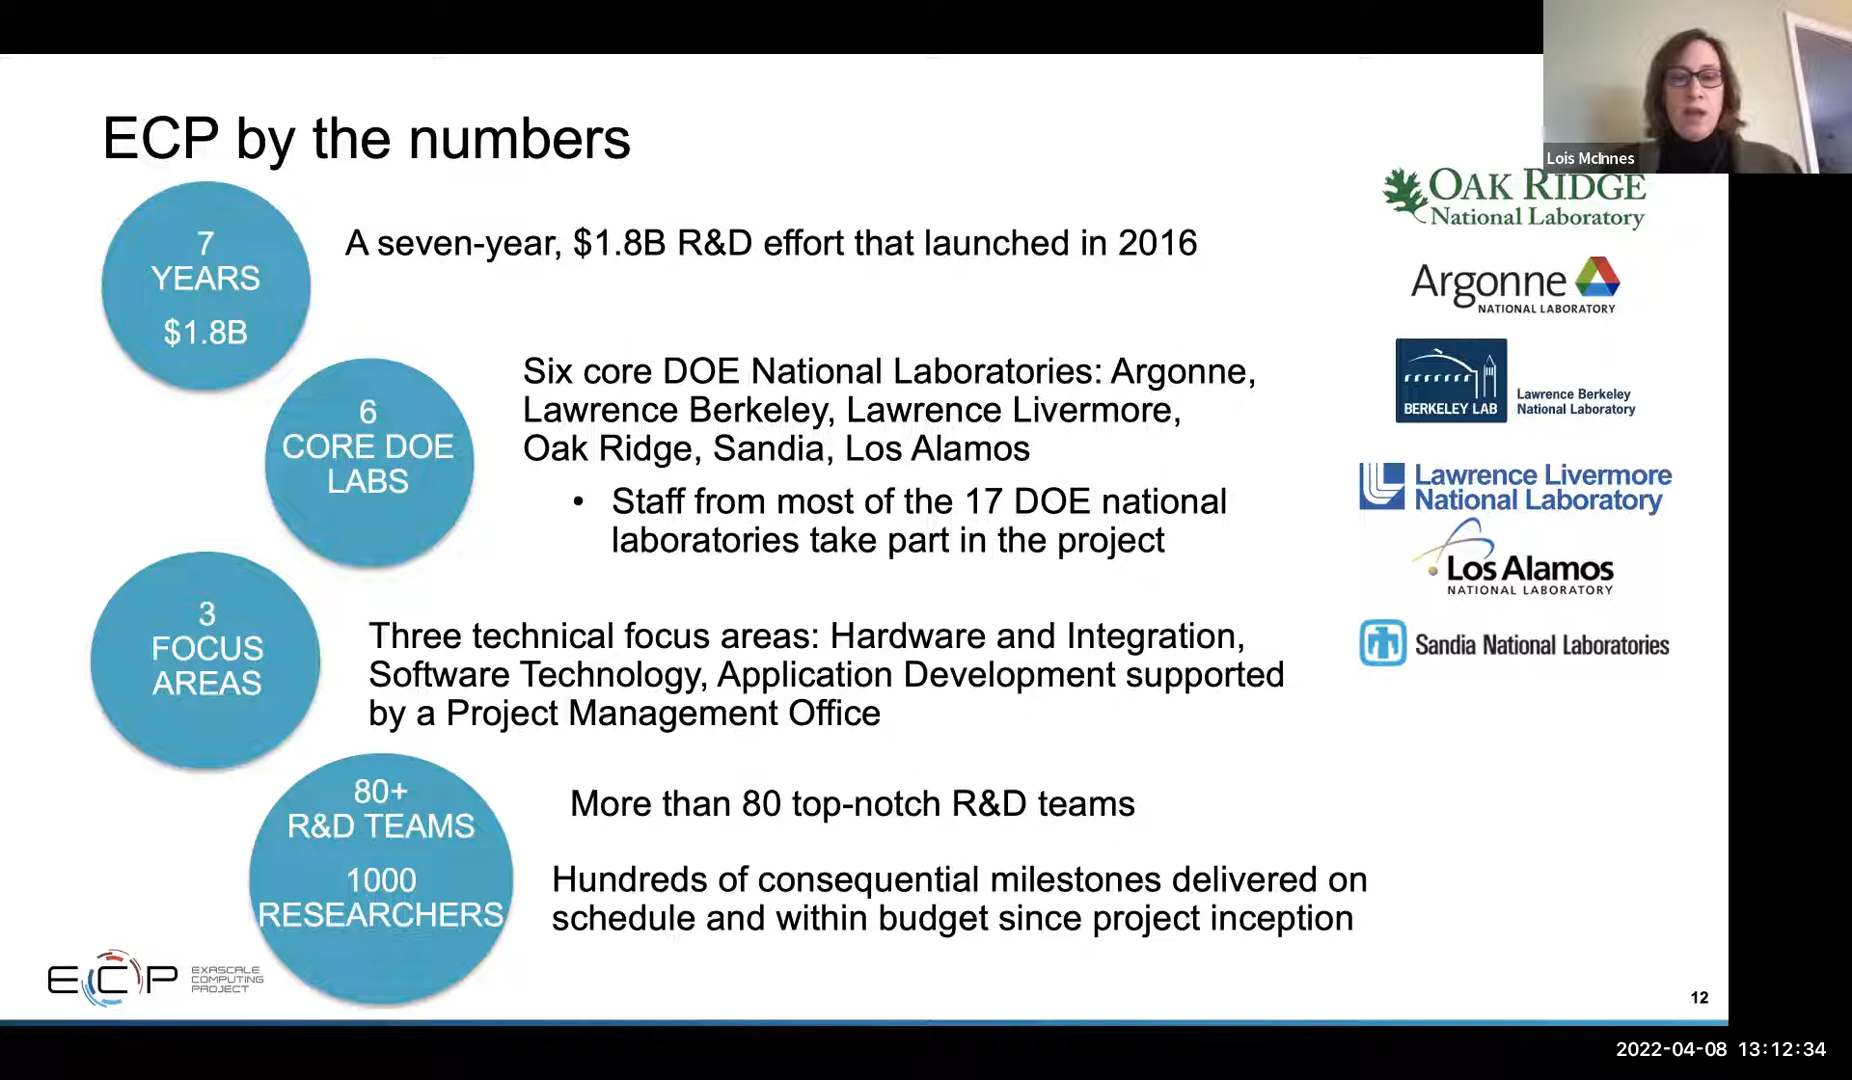 Lois McInnes
ECP by the numbers
7
YEARS
$1.8B
A seven-year, $1.8B R&D effort that launched in 2016
6
CORE DOE
LABS
Six core DOE National Laboratories: Argonne,
Lawrence Berkeley, Lawrence Livermore,
Oak Ridge, Sandia, Los Alamos
• Staff from most of the 17 DOE national
laboratories take part in the project
3
FOCUS
AREAS
Three technical focus areas: Hardware and Integration,
Software Technology, Application Development supported
by a Project Management Office
80+
R&D TEAMS
1000
RESEARCHERS
More than 80 top-notch R&D teams
Hundreds of consequential milestones delivered on
schedule and within budget since project inception
OAK RIDGE
National Laboratory
Argonne
NATIONAL LABORATORY
BERKELEY LAB
Lawrence Berkeley
National Laboratory
Lawrence Livermore
National Laboratory
Los Alamos
NATIONAL LABORATORY
Sandia National Laboratories
ECP
EXASCALE
COMPUTING
PROJECT
12
2022-04-08 13:12:34